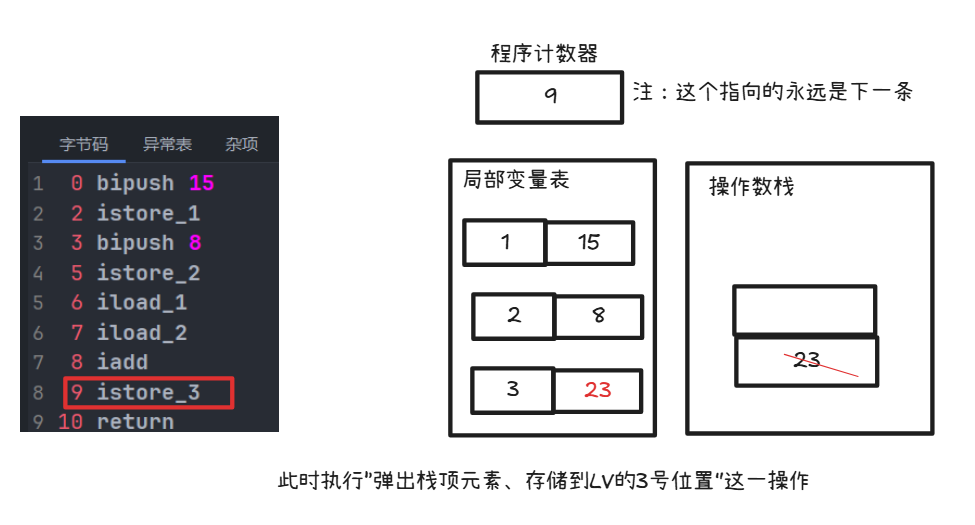 程序计数器
9
注：这个指向的永远是下一条
字节码 异常表 杂项
1 0 bipush 15
2 2 istore_1
3 3 bipush 8
4 5 istore_2
5 6 iload_1
6 7 iload_2
7 8 iadd
8 9 istore_3
9 10 return
局部变量表
1 15
2 8
3 23
操作数栈
23
此时执行"弹出栈顶元素、存储到LV的3号位置"这一操作